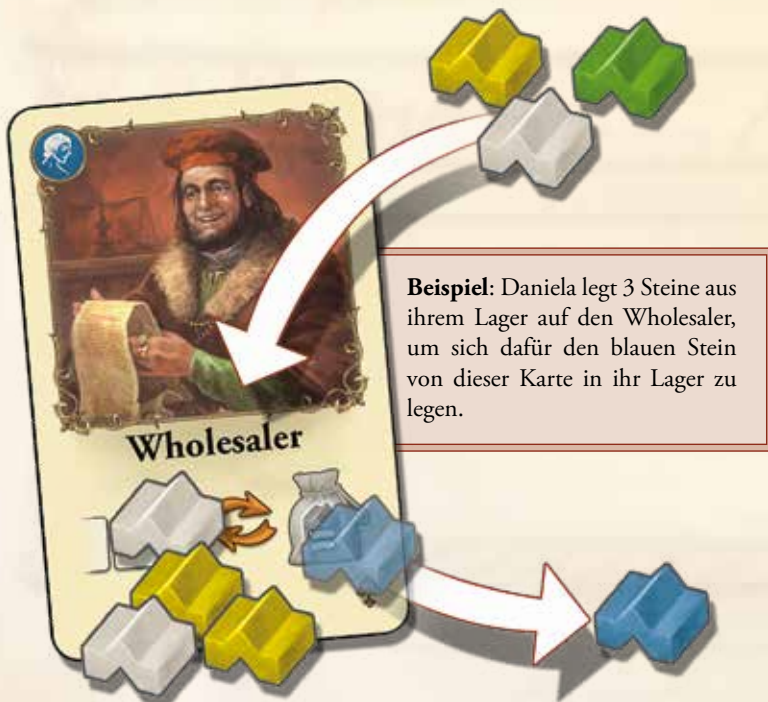 Beispiel: Daniela legt 3 Steine aus
ihrem Lager auf den Wholesaler,
um sich dafür den blauen Stein
von dieser Karte in ihr Lager zu
legen.
Wholesaler